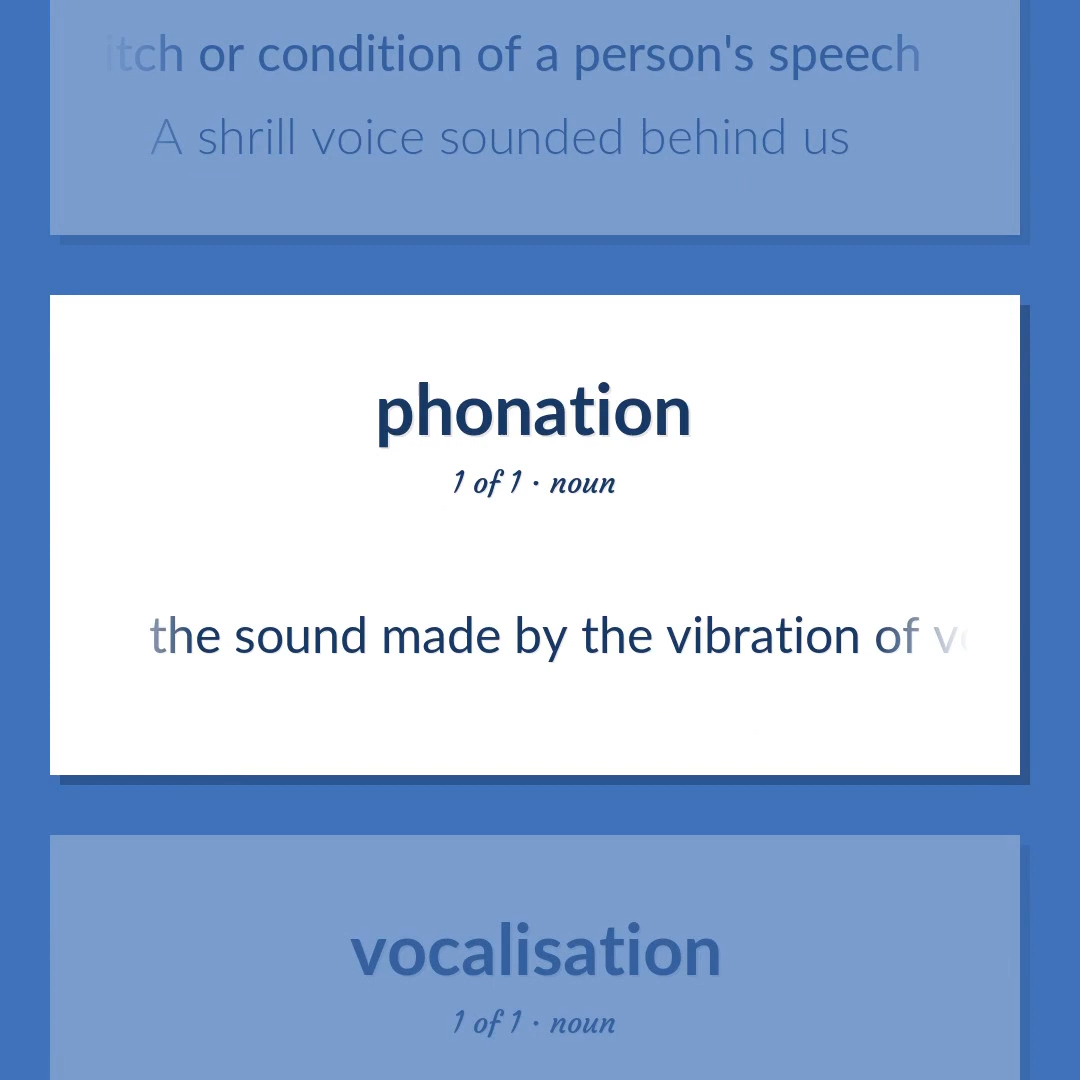 itch or condition of a person's speech
A shrill voice sounded behind us
phonation
1 of 1 · noun
the sound made by the vibration of
vocalisation
1 of 1 · noun